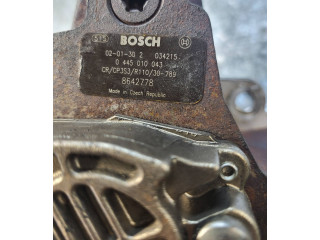 BOSCH
02-01-30 2 034215
0 445 010 043
CR/CP3S3/R110/30-789
8642778
Made in Czech Republic